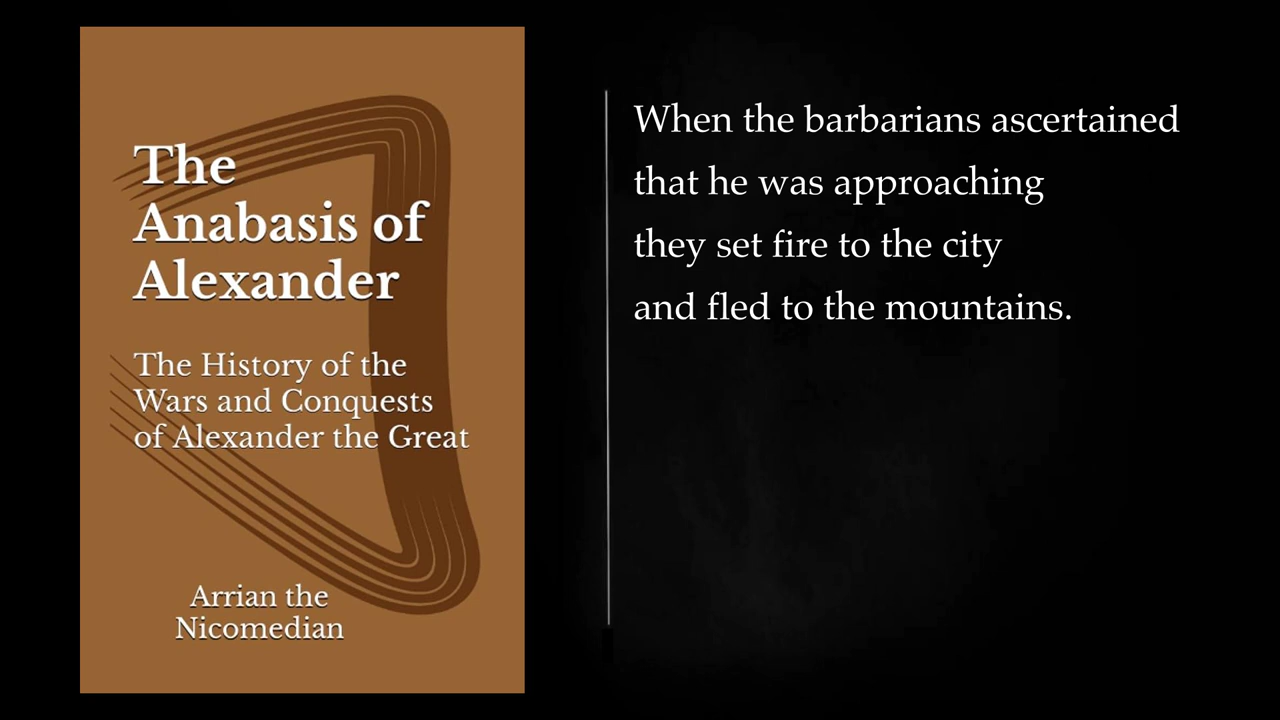 The
Anabasis of
Alexander
The History of the
Wars and Conquests
of Alexander the Great
Arrian the
Nicomedian
When the barbarians ascertained
that he was approaching
they set fire to the city
and fled to the mountains.